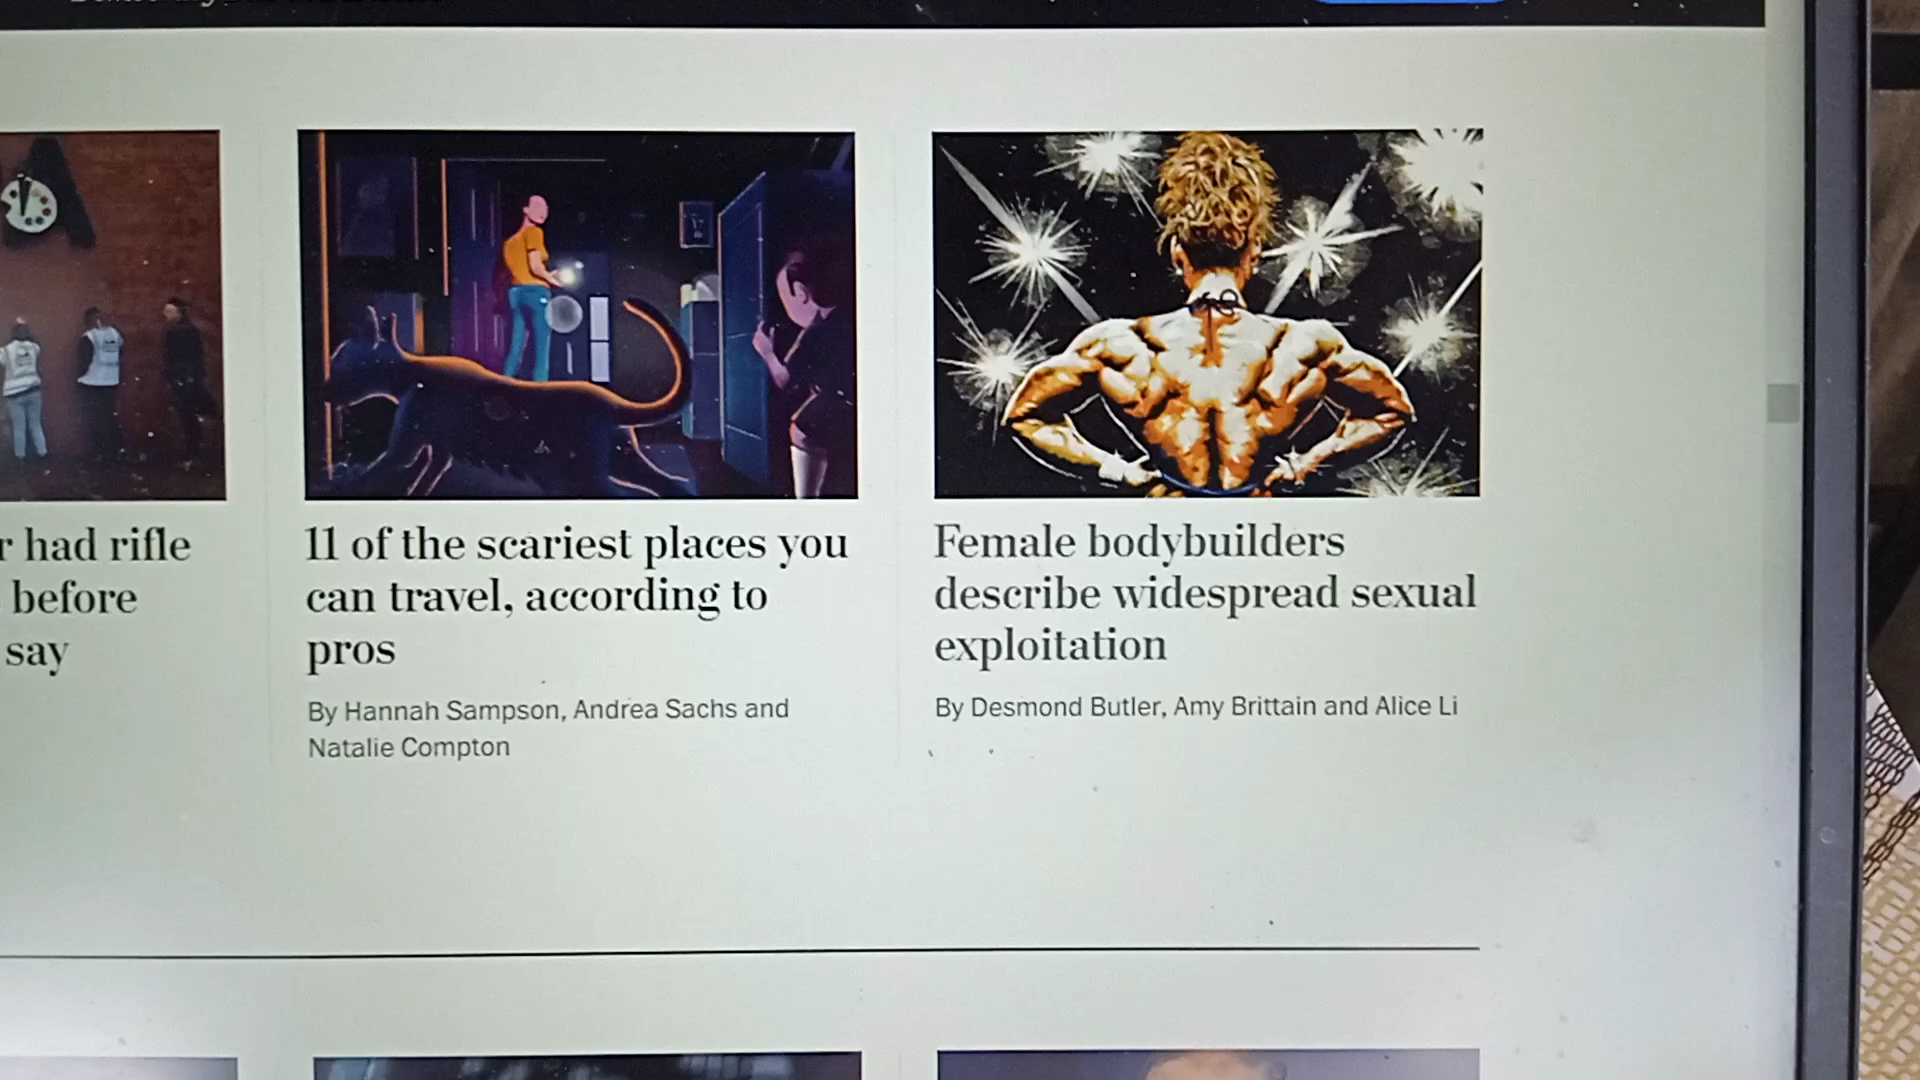 r had rifle
before
say
11 of the scariest places you
can travel, according to
pros
By Hannah Sampson, Andrea Sachs and
Natalie Compton
Female bodybuilders
describe widespread sexual
exploitation
By Desmond Butler, Amy Brittain and Alice Li